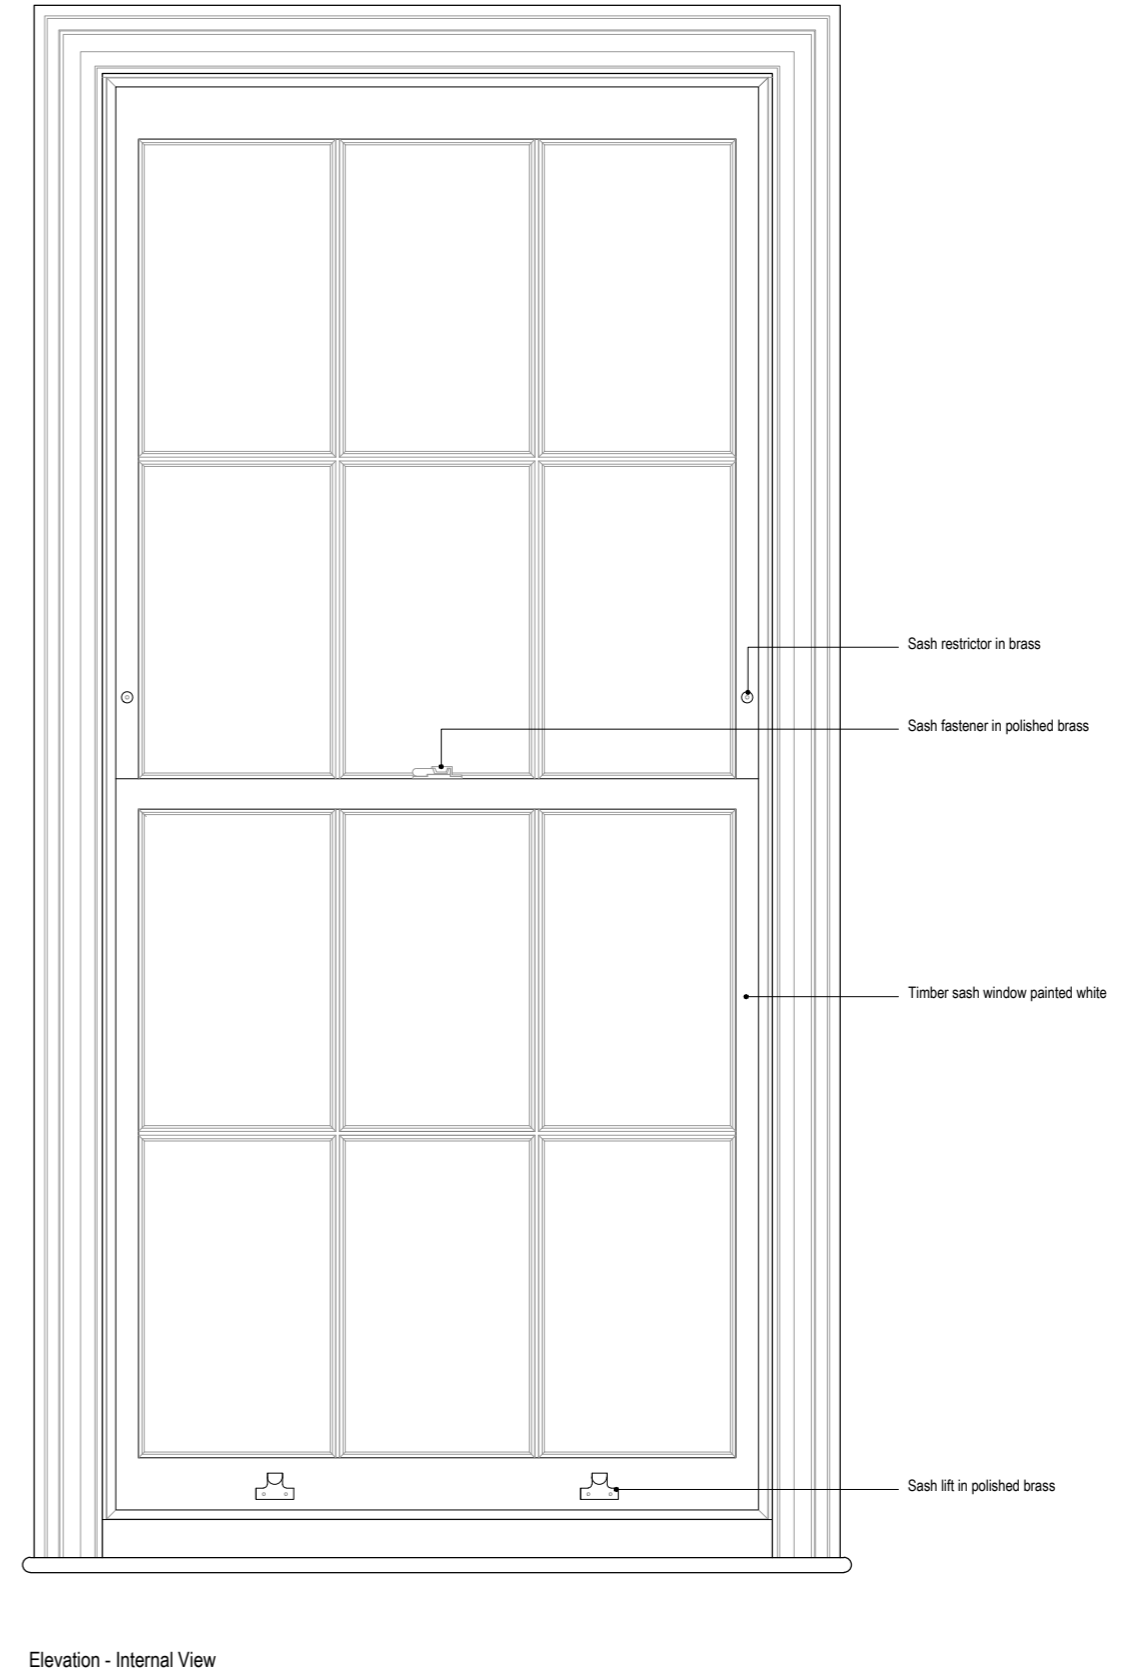 Sash restrictor in brass
Sash fastener in polished brass
Timber sash window painted white
Sash lift in polished brass
Elevation - Internal View